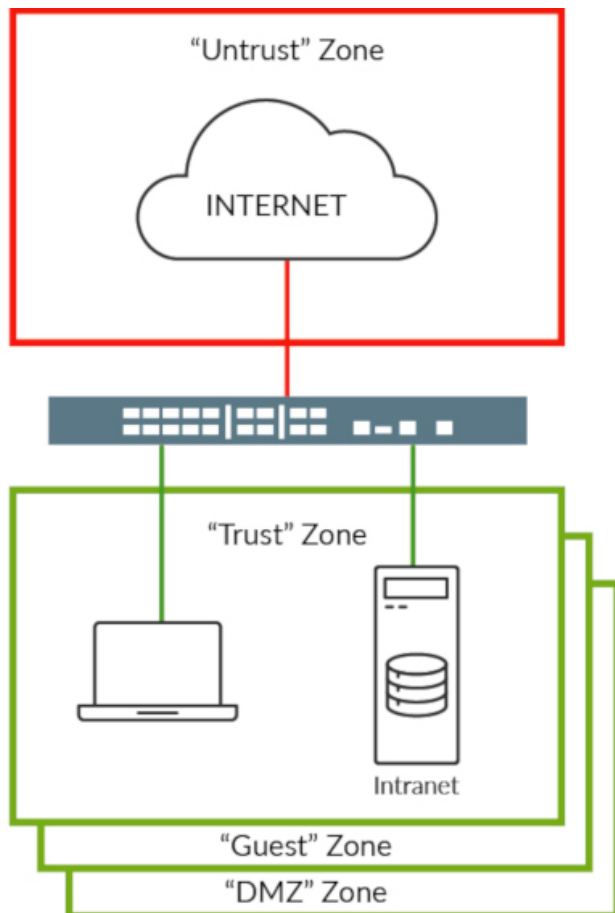 “Untrust” Zone
INTERNET
“Trust” Zone
Intranet
“Guest” Zone
“DMZ” Zone